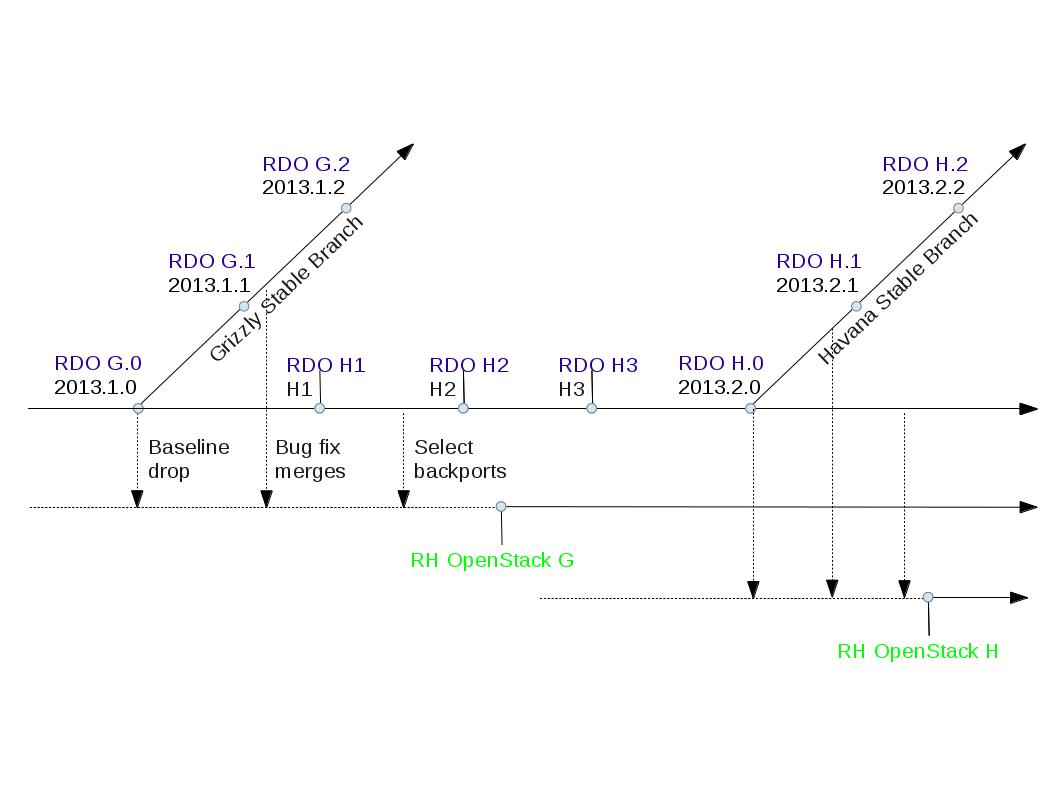 RDO G.2
2013.1.2
RDO G.1
2013.1.1
Grizzly Stable Branch
RDO G.0
2013.1.0
RDO H1
H1
RDO H2
H2
RDO H3
H3
RDO H.2
2013.2.2
RDO H.1
2013.2.1
Havana Stable Branch
RDO H.0
2013.2.0
Baseline
drop
Bug fix
merges
Select
backports
RH OpenStack G
RH OpenStack H